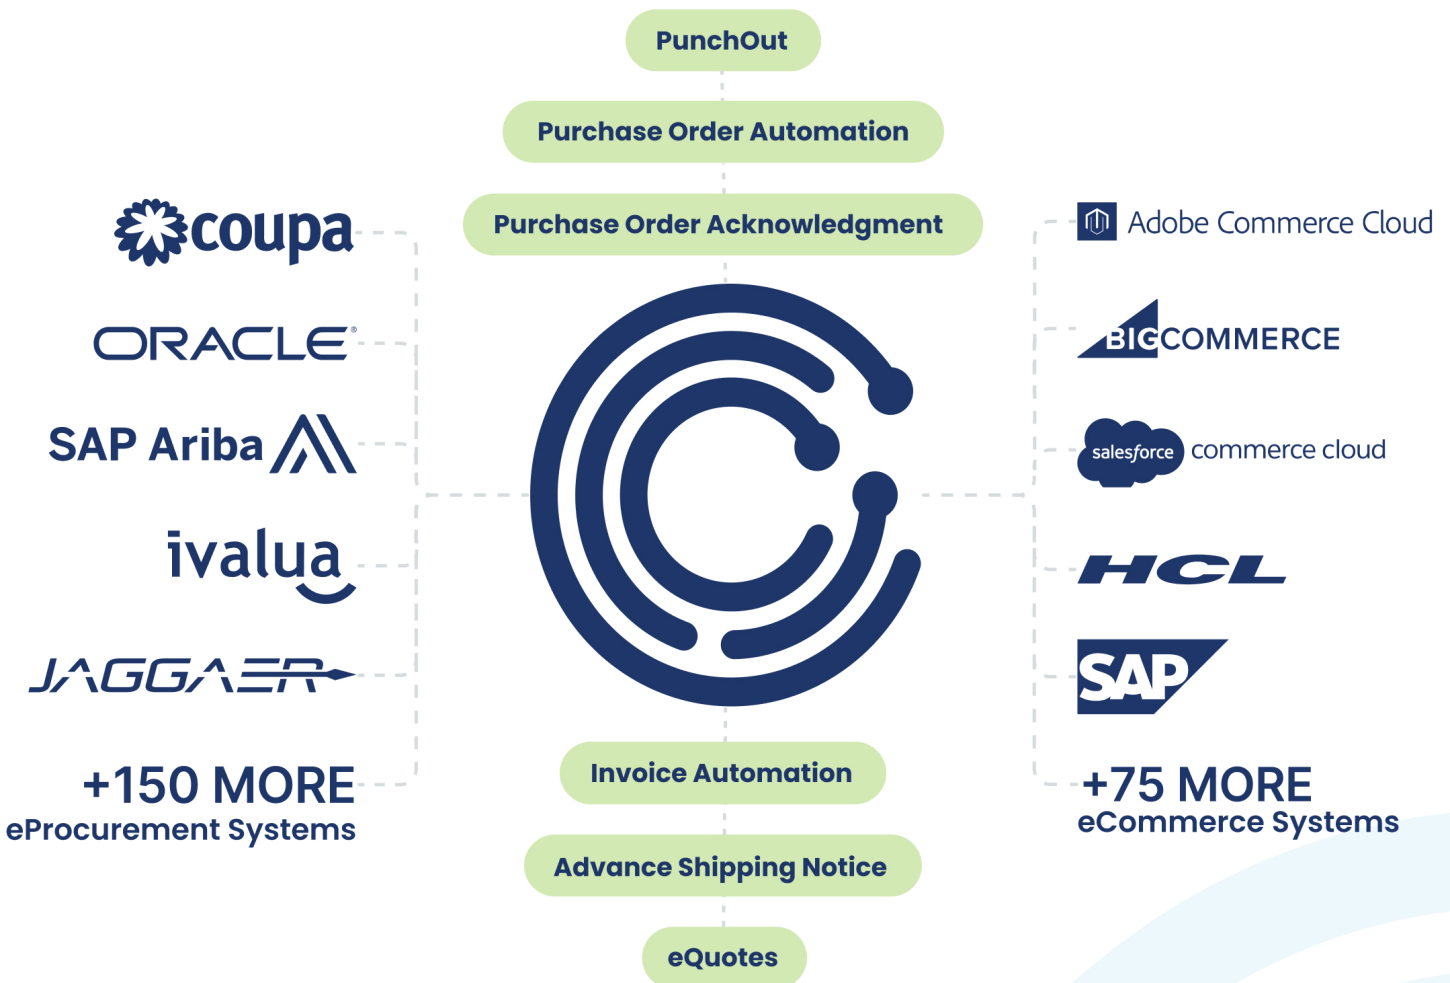 PunchOut
Purchase Order Automation
Purchase Order Acknowledgment
coupa
ORACLE®
SAP Ariba
ivalua
JAGGAER
+150 MORE
eProcurement Systems
Adobe Commerce Cloud
BIGCOMMERCE
salesforce commerce cloud
HCL
SAP
+75 MORE
eCommerce Systems
Invoice Automation
Advance Shipping Notice
eQuotes